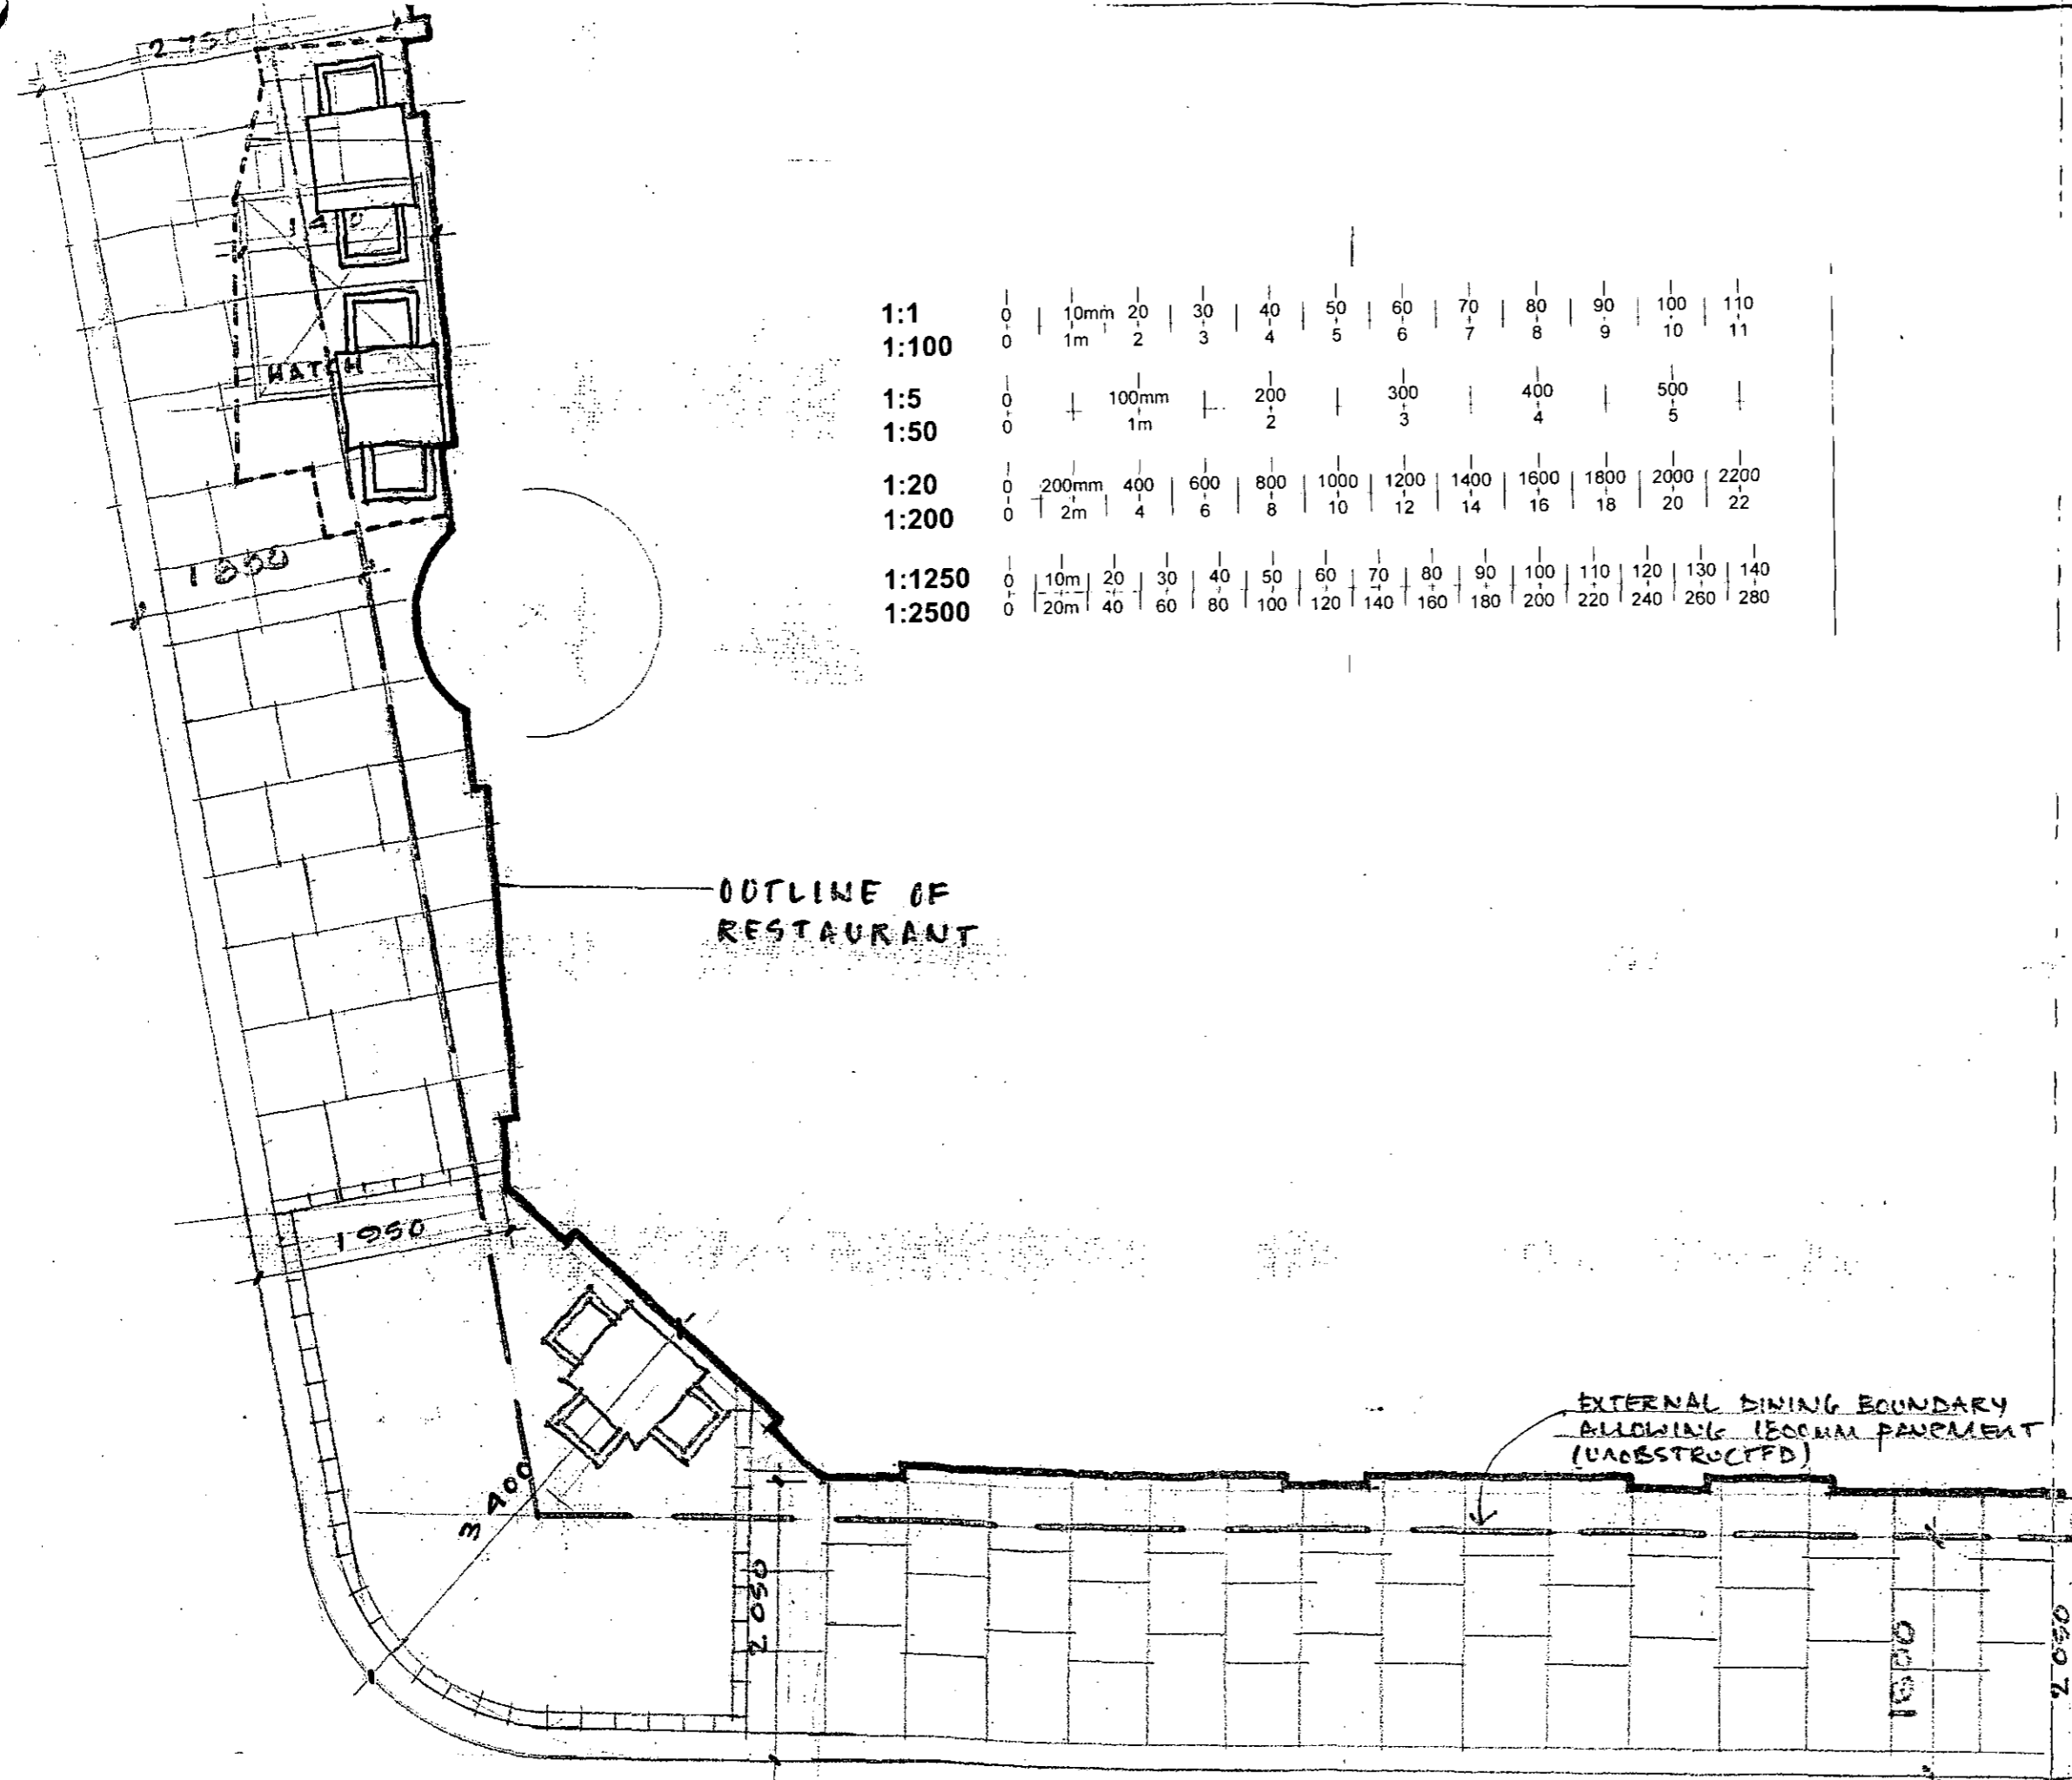 2750
HATCH
1800
1:1 0 10mm 20 30 40 50 60 70 80 90 100 110
1:100 0 1m 2 3 4 5 6 7 8 9 10 11
1:5 0 100mm 200 300 400 500
1:50 0 1m 2 3 4 5
1:20 0 200mm 400 600 800 1000 1200 1400 1600 1800 2000 2200
1:200 0 2m 4 6 8 10 12 14 16 18 20 22
1:1250 0 10m 20 30 40 50 60 70 80 90 100 110 120 130 140
1:2500 0 20m 40 60 80 100 120 140 160 180 200 220 240 260 280
OUTLINE OF
RESTAURANT
1950
3400
2050
EXTERNAL DINING BOUNDARY
ALLOWING 1800MM PAVEMENT
(UNOBSTRUCTED)
1800
2050